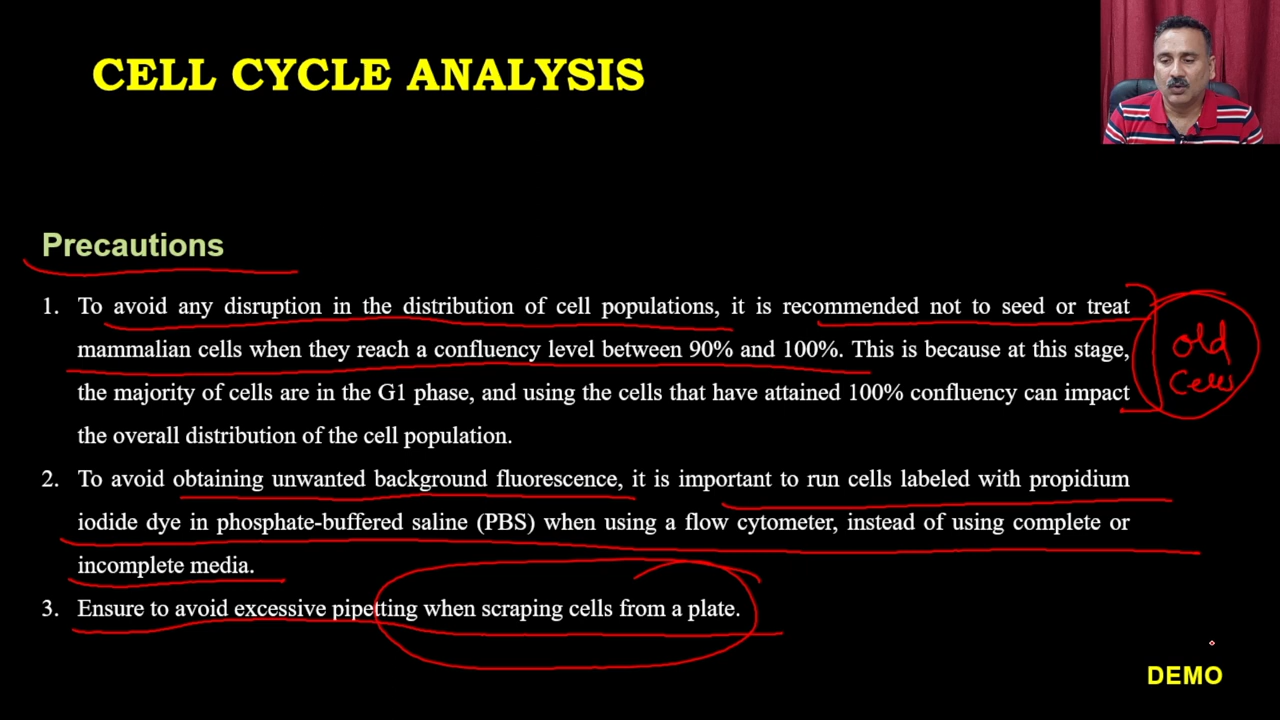 CELL CYCLE ANALYSIS
Precautions
1. To avoid any disruption in the distribution of cell populations, it is recommended not to seed or treat
mammalian cells when they reach a confluency level between 90% and 100%. This is because at this stage,
the majority of cells are in the G1 phase, and using the cells that have attained 100% confluency can impact
the overall distribution of the cell population.
old
cells
2. To avoid obtaining unwanted background fluorescence, it is important to run cells labeled with propidium
iodide dye in phosphate-buffered saline (PBS) when using a flow cytometer, instead of using complete or
incomplete media.
3. Ensure to avoid excessive pipetting when scraping cells from a plate.
DEMO